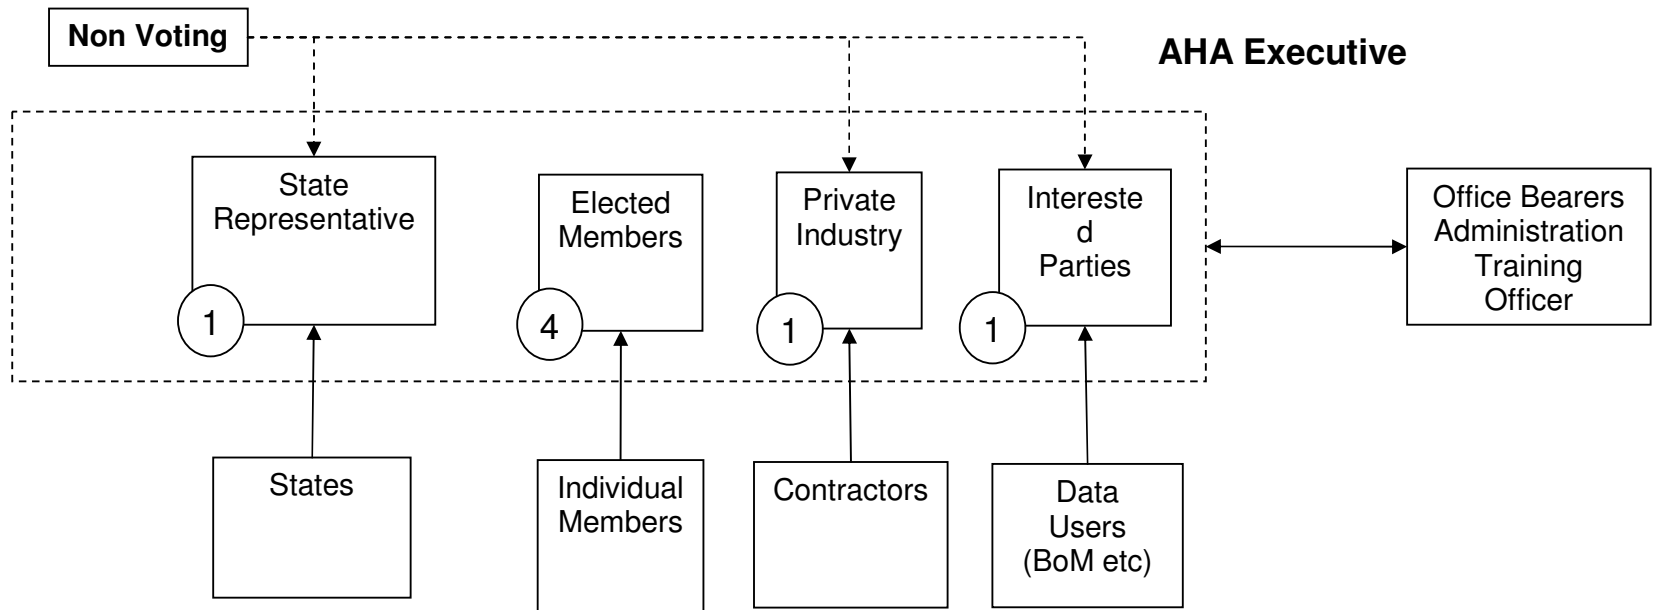 Non Voting
AHA Executive
State
Representative
1
Elected
Members
4
Private
Industry
1
Intereste
d
Parties
1
Office Bearers
Administration
Training
Officer
States
Individual
Members
Contractors
Data
Users
(BoM etc)